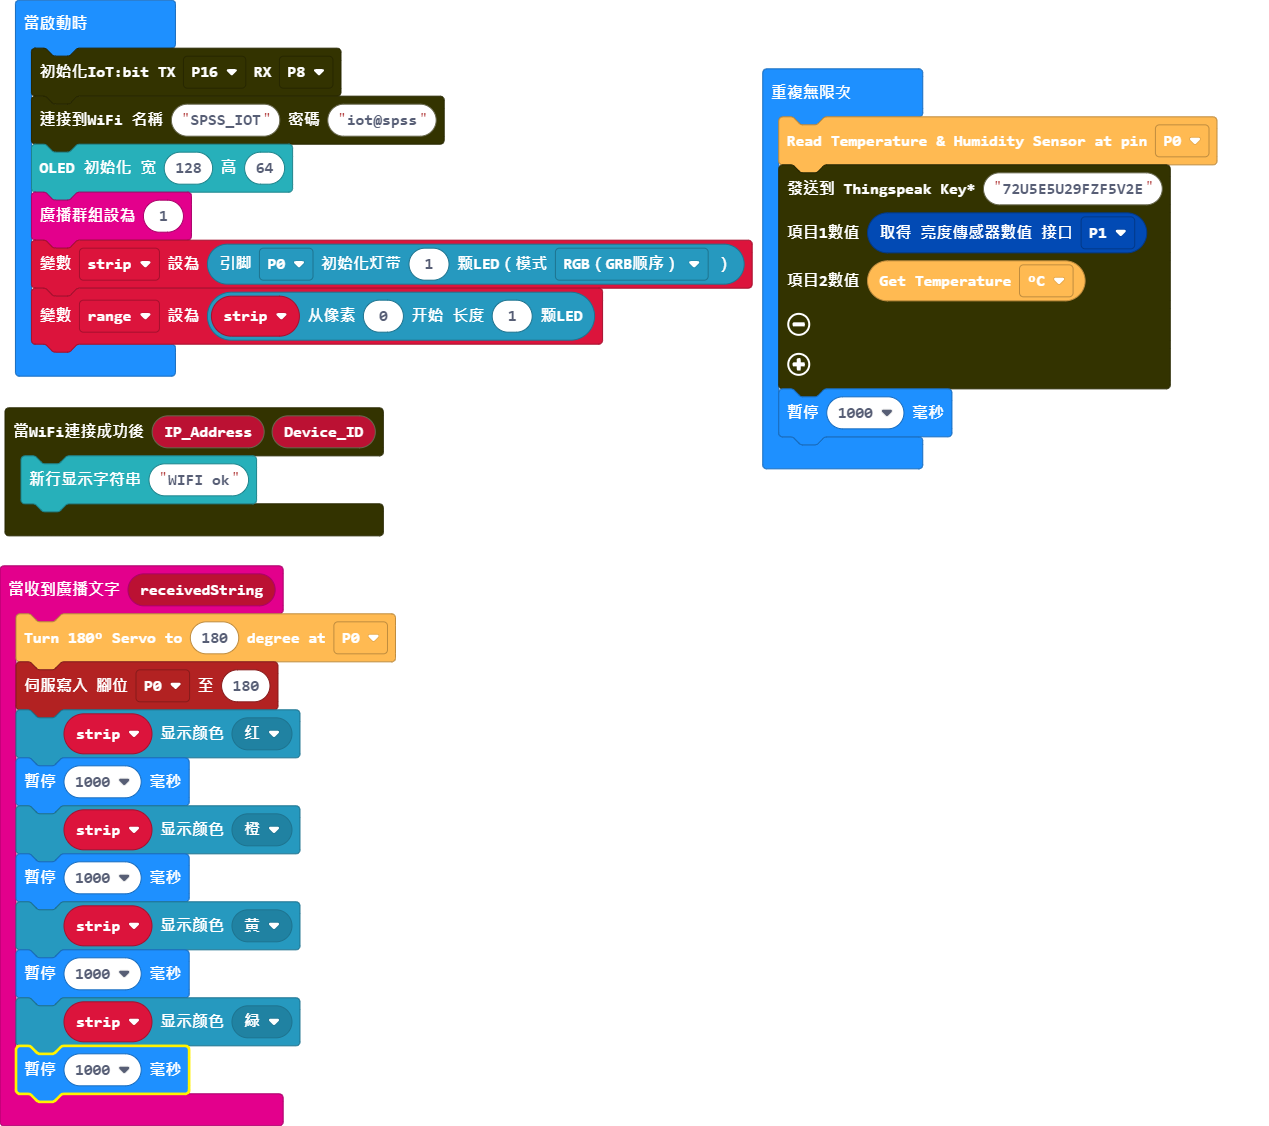 當啟動時
初始化IoT:bit TX P16 RX P8
連接到WiFi 名稱 "SPSS_IOT" 密碼 "iot@spss"
OLED 初始化 宽 128 高 64
廣播群組設為 1
變數 strip 設為 引脚 P0 初始化灯带 1 颗LED（模式 RGB（GRB顺序） ）
變數 range 設為 strip 从像素 0 开始 长度 1 颗LED
當WiFi連接成功後 IP_Address Device_ID
新行显示字符串 "WIFI ok"
當收到廣播文字 receivedString
Turn 180° Servo to 180 degree at P0
伺服寫入 腳位 P0 至 180
strip 显示颜色 红
暫停 1000 毫秒
strip 显示颜色 橙
暫停 1000 毫秒
strip 显示颜色 黄
暫停 1000 毫秒
strip 显示颜色 緑
暫停 1000 毫秒
重複無限次
Read Temperature & Humidity Sensor at pin P0
發送到 Thingspeak Key* "72U5E5U29FZF5V2E"
項目1數值 取得 亮度傳感器數值 接口 P1
項目2數值 Get Temperature °C
暫停 1000 毫秒